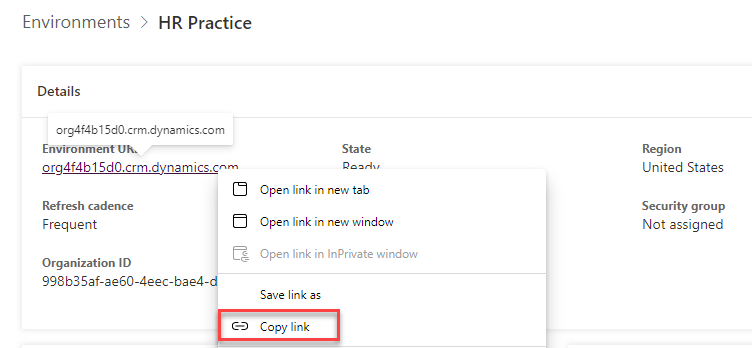 Environments > HR Practice
Details
org4f4b15d0.crm.dynamics.com
Environment UR
State
Region
org4f4b15d0.crm.dynamics.com
Ready
United States
Refresh cadence
Security group
Frequent
Not assigned
Organization ID
998b35af-ae60-4eec-bae4-d
Open link in new tab
Open link in new window
Open link in InPrivate window
Save link as
Copy link